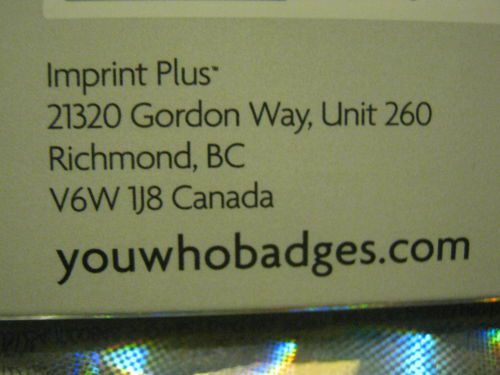 Imprint Plus™
21320 Gordon Way, Unit 260
Richmond, BC
V6W 1J8 Canada
youwhobadges.com